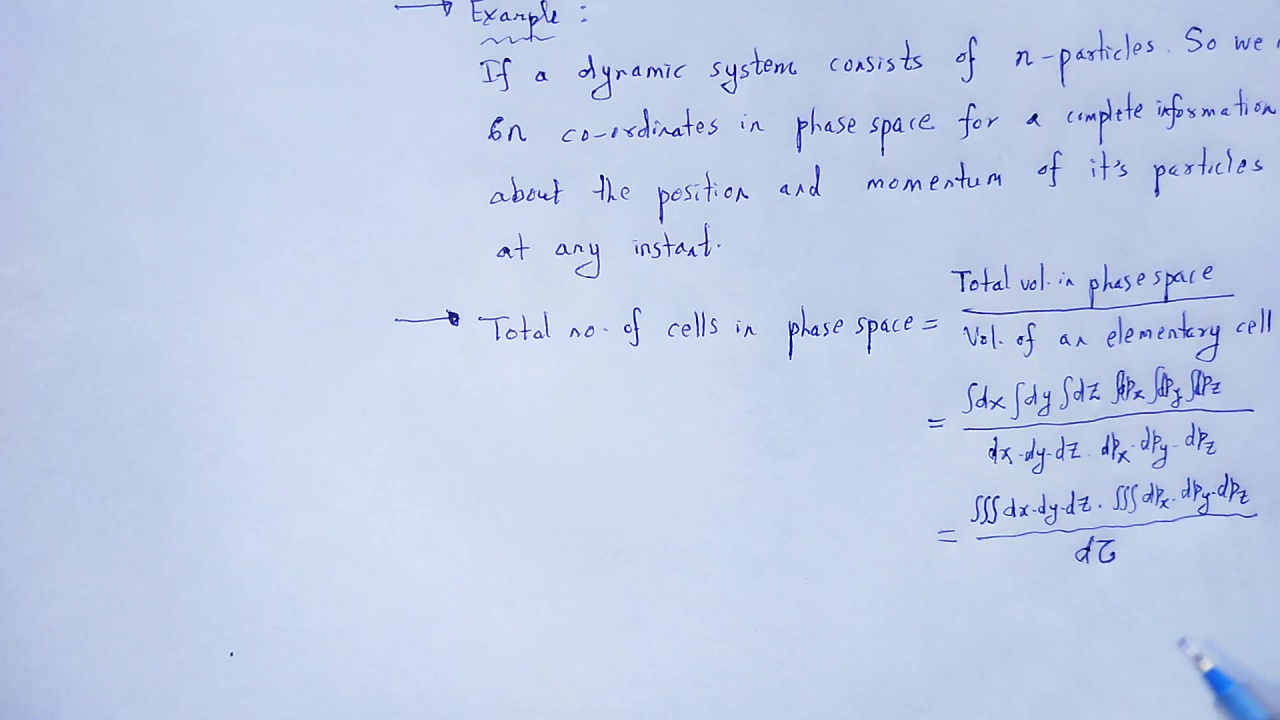 → Example :
If a dynamic system consists of n-particles. So we
6n co-ordinates in phase space for a complete information
about the position and momentum of it's particles
at any instant.
→ Total no. of cells in phase space = Total vol. in phase space / Vol. of an elementary cell
= ∫dx ∫dy ∫dz ∫dpx ∫dpy ∫dpz / dx·dy·dz · dpx·dpy·dpz
= ∫∫∫ dx·dy·dz · ∫∫∫ dpx·dpy·dpz / dτ